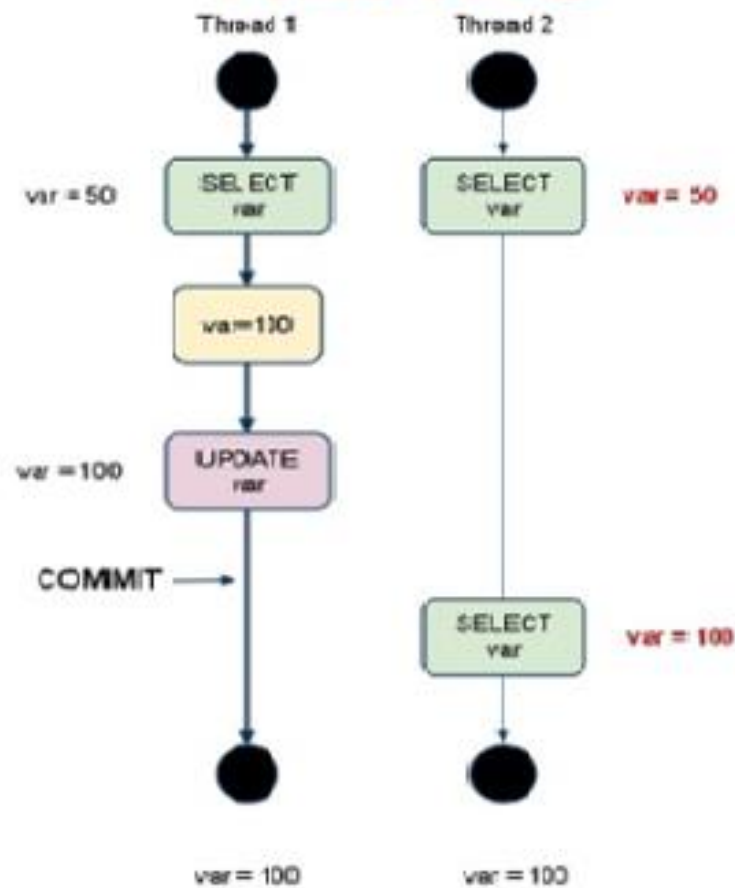 Thread 1
Thread 2
SELECT
var
var = 50
SELECT
var
var = 50
var=100
UPDATE
var
var = 100
COMMIT
SELECT
var
var = 100
var = 100
var = 100